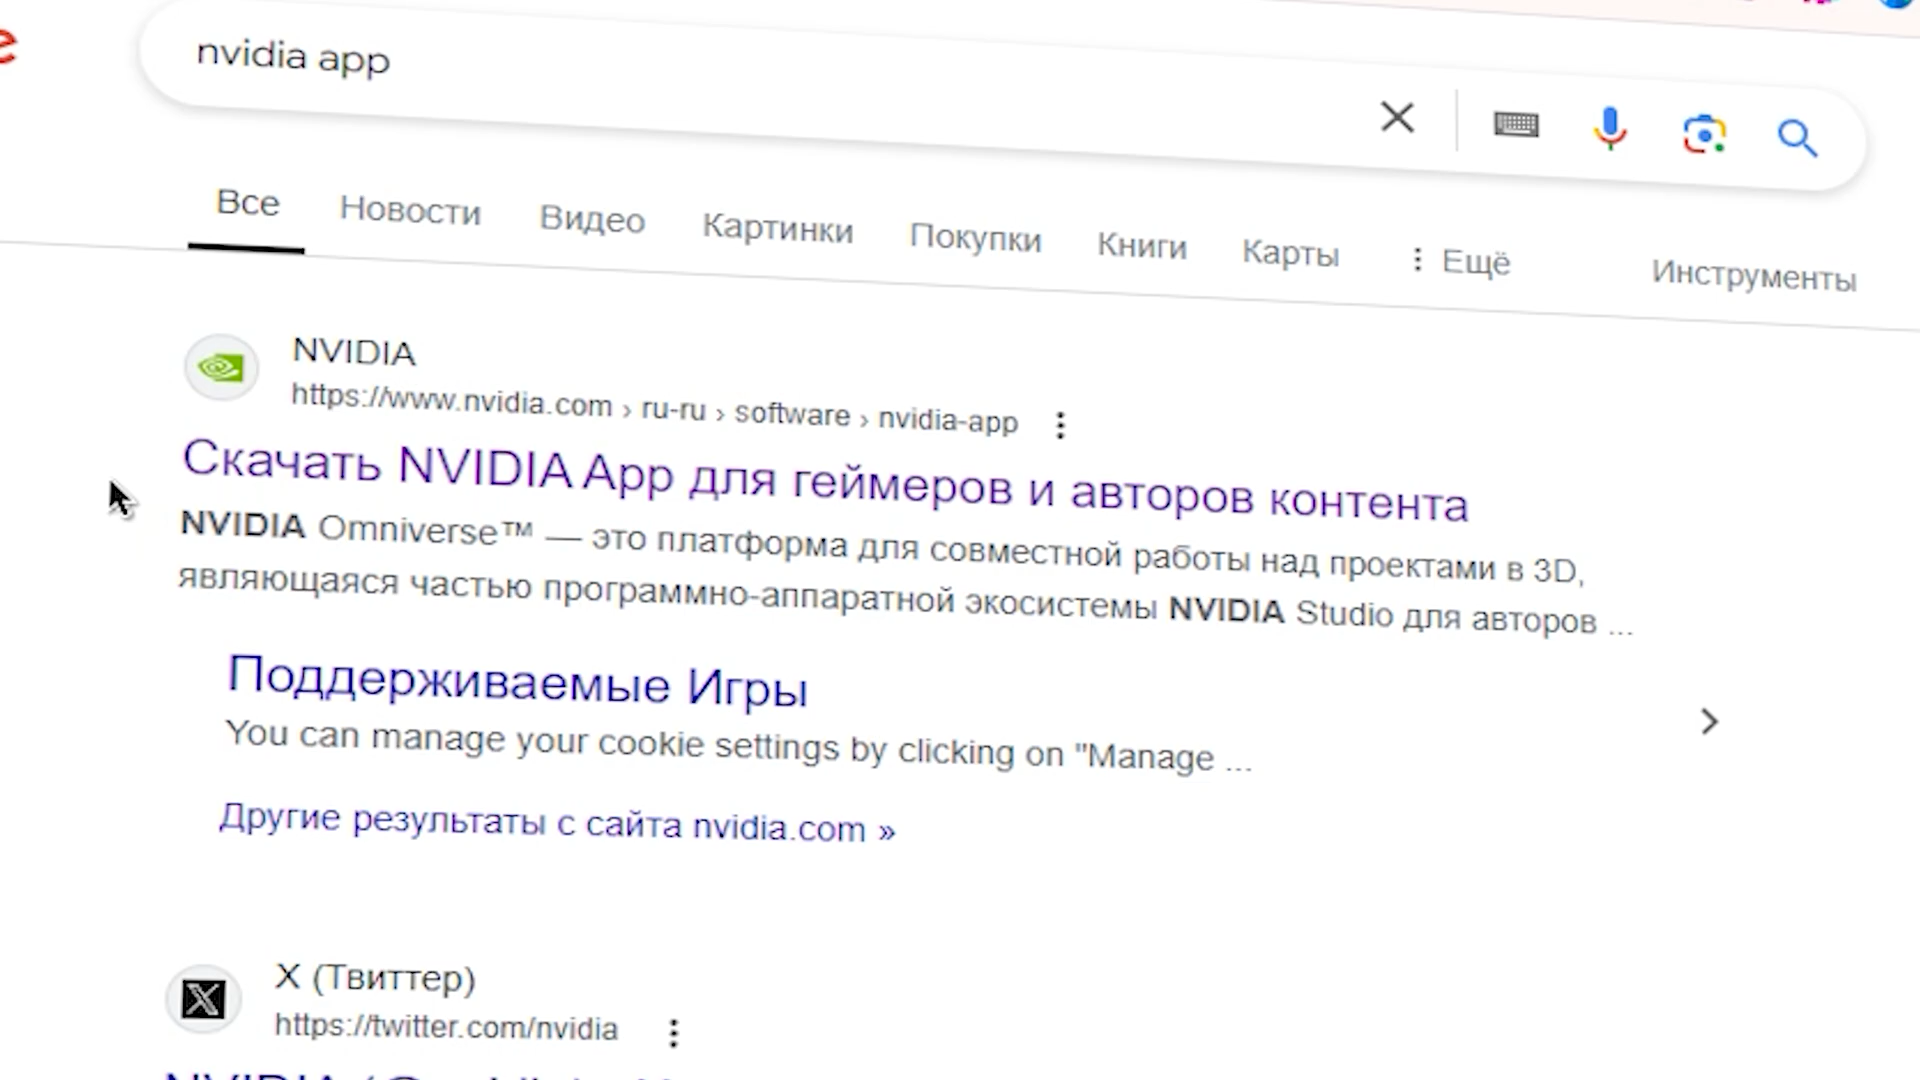 nvidia app
Все Новости Видео Картинки Покупки Книги Карты Ещё Инструменты
NVIDIA
https://www.nvidia.com › ru-ru › software › nvidia-app
Скачать NVIDIA App для геймеров и авторов контента
NVIDIA Omniverse™ — это платформа для совместной работы над проектами в 3D,
являющаяся частью программно-аппаратной экосистемы NVIDIA Studio для авторов ...
Поддерживаемые Игры
You can manage your cookie settings by clicking on "Manage ...
Другие результаты с сайта nvidia.com »
X (Твиттер)
https://twitter.com/nvidia